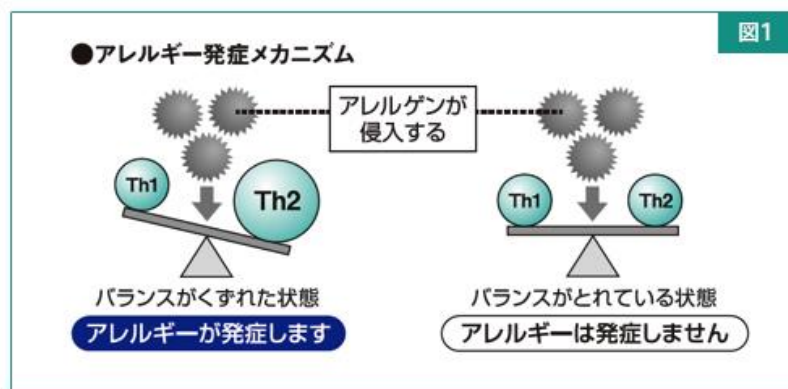 図1
●アレルギー発症メカニズム
アレルゲンが
侵入する
Th1
Th2
Th1
Th2
バランスがくずれた状態
バランスがとれている状態
アレルギーが発症します
アレルギーは発症しません